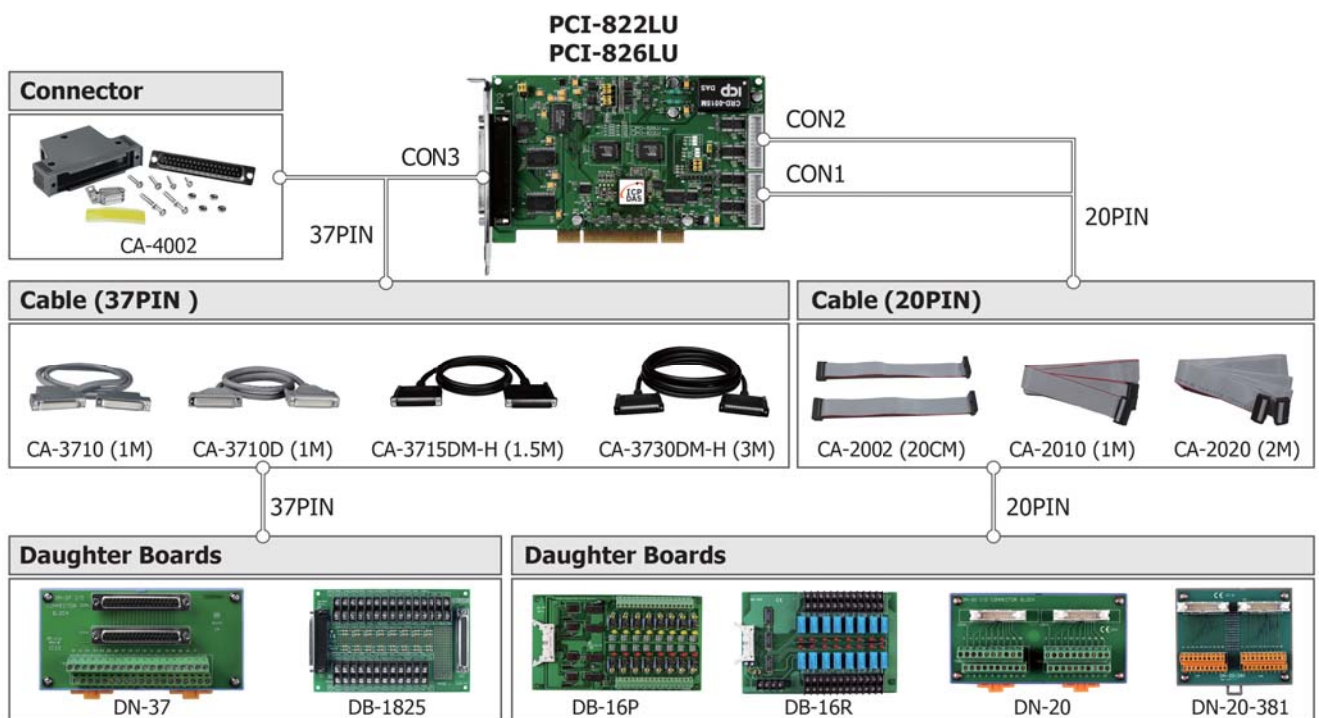 PCI-822LU
PCI-826LU
Connector
CA-4002
CON3
37PIN
CON2
CON1
20PIN
ICP
DAS
Cable (37PIN )
CA-3710 (1M)
CA-3710D (1M)
CA-3715DM-H (1.5M)
CA-3730DM-H (3M)
Cable (20PIN)
CA-2002 (20CM)
CA-2010 (1M)
CA-2020 (2M)
37PIN
20PIN
Daughter Boards
DN-37
DB-1825
Daughter Boards
DB-16P
DB-16R
DN-20
DN-20-381